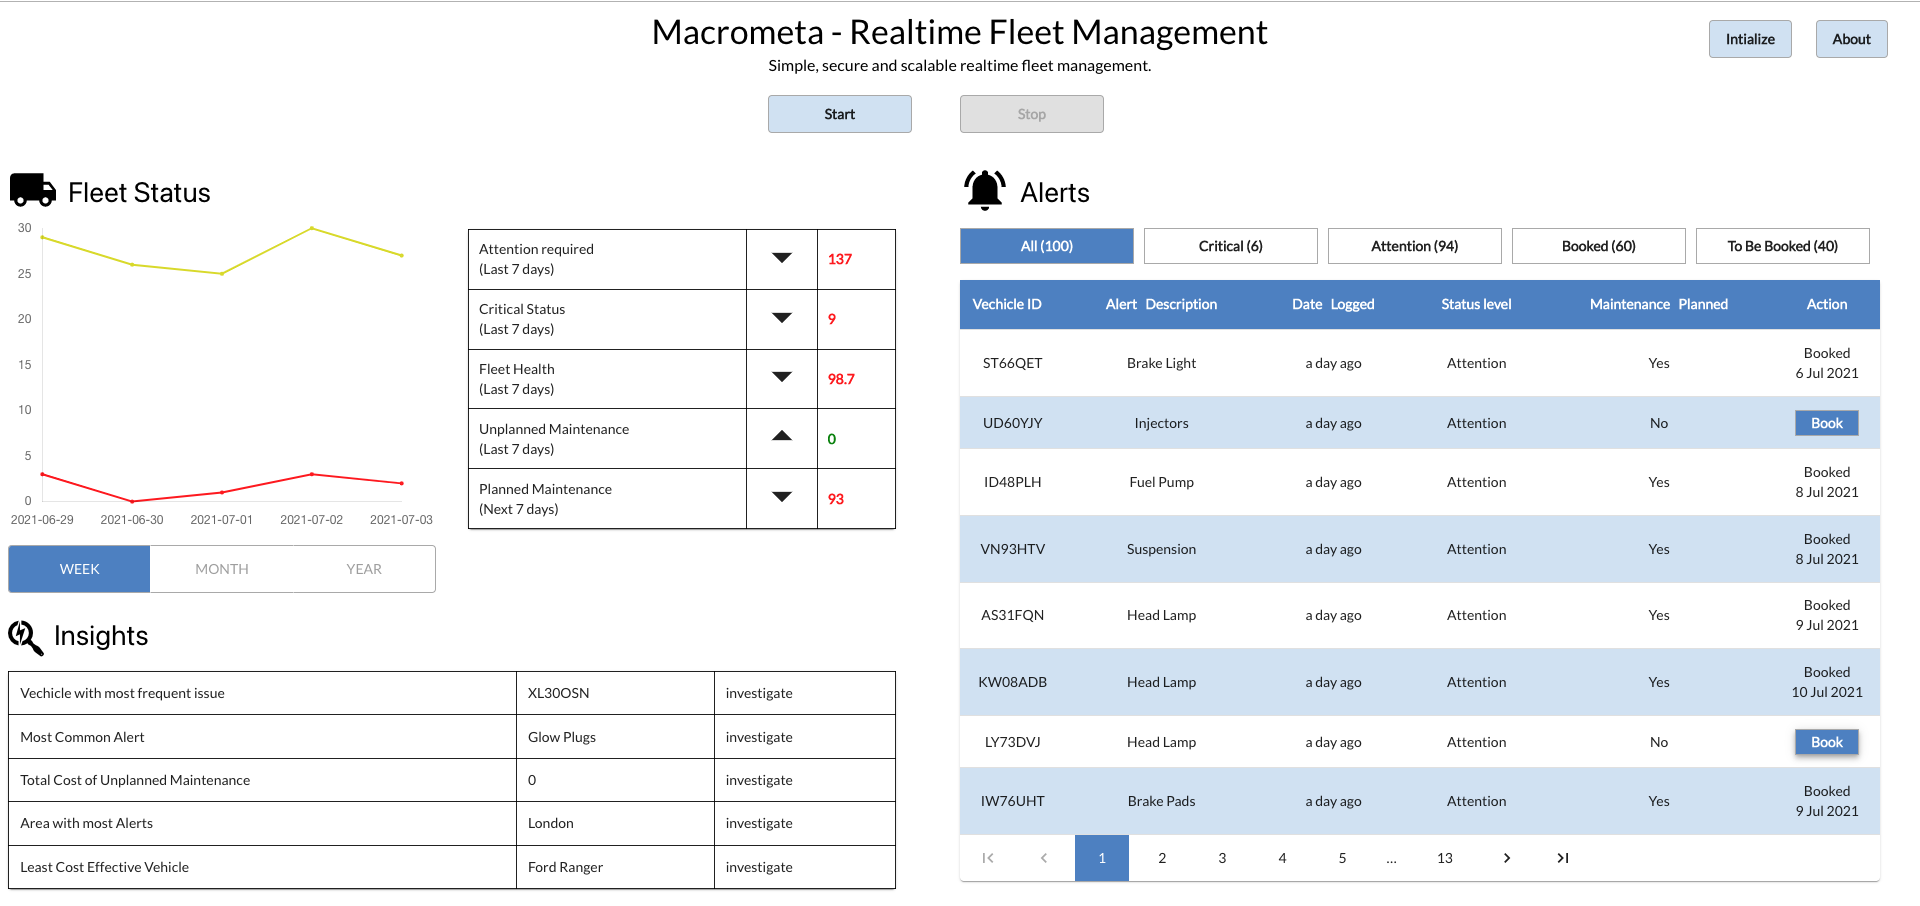 Macrometa - Realtime Fleet Management
Simple, secure and scalable realtime fleet management.
Intialize
About
Start
Stop
Fleet Status
30
25
20
15
10
5
0
2021-06-29 2021-06-30 2021-07-01 2021-07-02 2021-07-03
WEEK MONTH YEAR
Attention required
(Last 7 days)
137
Critical Status
(Last 7 days)
9
Fleet Health
(Last 7 days)
98.7
Unplanned Maintenance
(Last 7 days)
0
Planned Maintenance
(Next 7 days)
93
Insights
Vechicle with most frequent issue XL30OSN investigate
Most Common Alert Glow Plugs investigate
Total Cost of Unplanned Maintenance 0 investigate
Area with most Alerts London investigate
Least Cost Effective Vehicle Ford Ranger investigate
Alerts
All (100) Critical (6) Attention (94) Booked (60) To Be Booked (40)
Vechicle ID Alert Description Date Logged Status level Maintenance Planned Action
ST66QET Brake Light a day ago Attention Yes Booked
6 Jul 2021
UD60YJY Injectors a day ago Attention No Book
ID48PLH Fuel Pump a day ago Attention Yes Booked
8 Jul 2021
VN93HTV Suspension a day ago Attention Yes Booked
8 Jul 2021
AS31FQN Head Lamp a day ago Attention Yes Booked
9 Jul 2021
KW08ADB Head Lamp a day ago Attention Yes Booked
10 Jul 2021
LY73DVJ Head Lamp a day ago Attention No Book
IW76UHT Brake Pads a day ago Attention Yes Booked
9 Jul 2021
1 2 3 4 5 ... 13